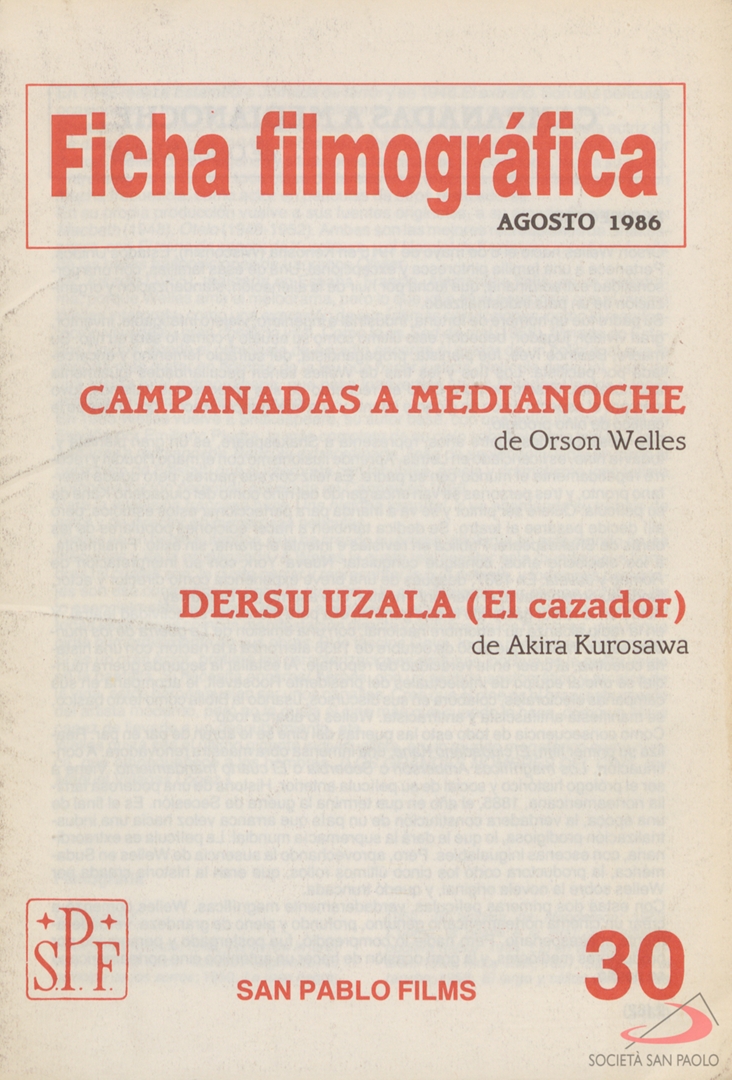 Ficha filmográfica
AGOSTO 1986
CAMPANADAS A MEDIANOCHE
de Orson Welles
DERSU UZALA (El cazador)
de Akira Kurosawa
S.P.F.
SAN PABLO FILMS
30
SOCIETÀ SAN PAOLO